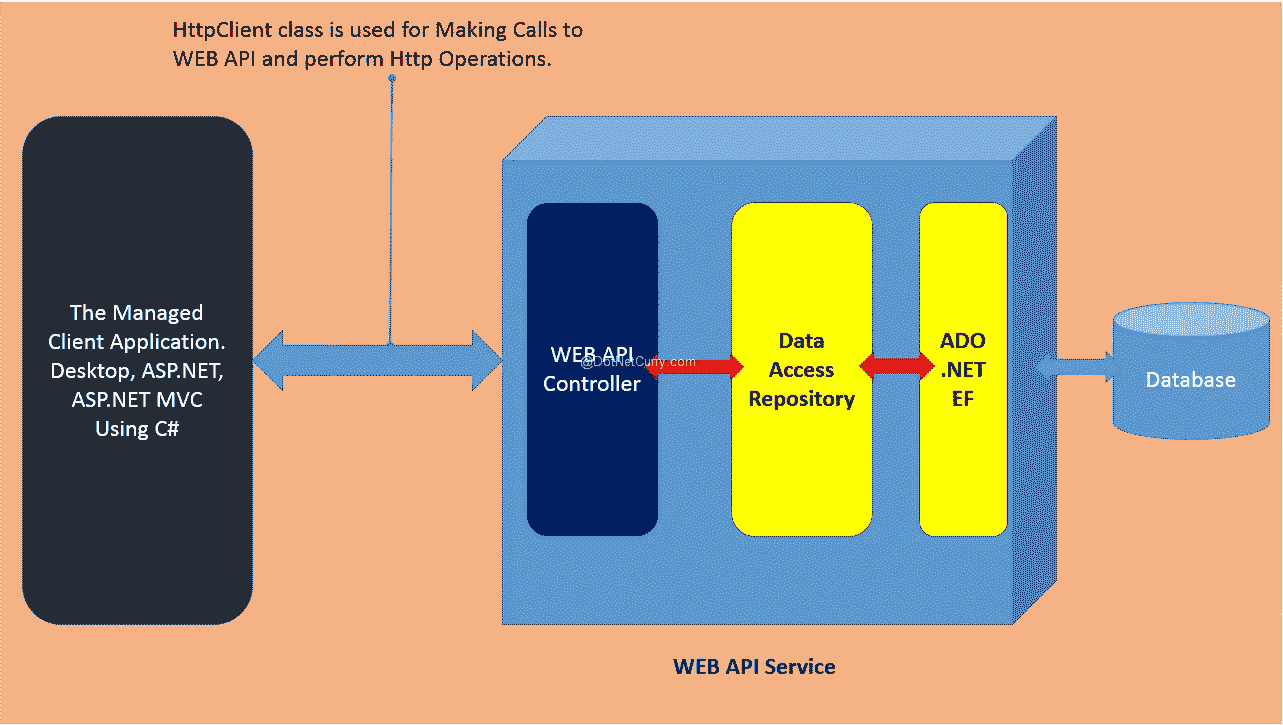 HttpClient class is used for Making Calls to
WEB API and perform Http Operations.
The Managed
Client Application.
Desktop, ASP.NET,
ASP.NET MVC
Using C#
WEB API
Controller
@DotNetCurry.com
Data
Access
Repository
ADO
.NET
EF
Database
WEB API Service